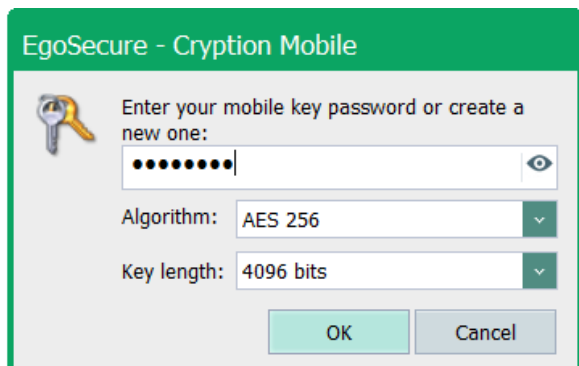 EgoSecure - Cryption Mobile
Enter your mobile key password or create a
new one:
••••••••
Algorithm: AES 256
Key length: 4096 bits
OK Cancel